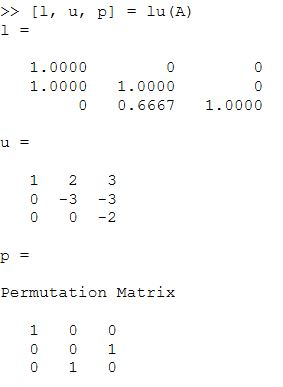 >> [l, u, p] = lu(A)
l =
1.0000 0 0
1.0000 1.0000 0
0 0.6667 1.0000
u =
1 2 3
0 -3 -3
0 0 -2
p =
Permutation Matrix
1 0 0
0 0 1
0 1 0